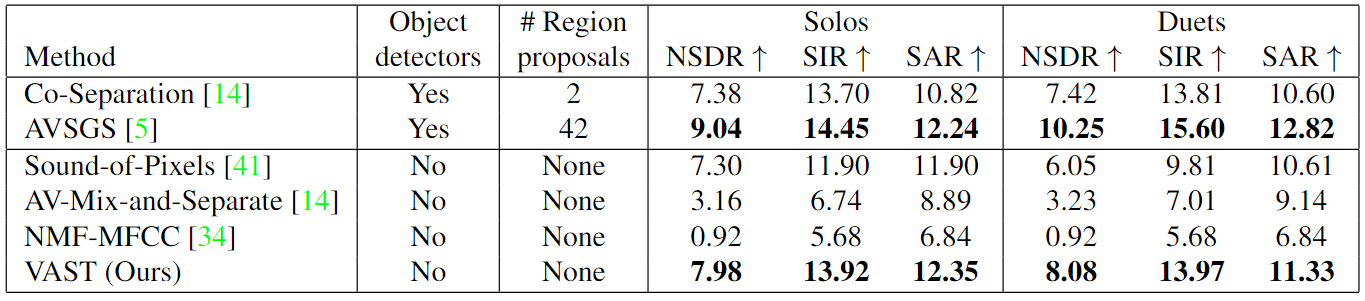 Object # Region Solos Duets
Method detectors proposals NSDR ↑ SIR ↑ SAR ↑ NSDR ↑ SIR ↑ SAR ↑
Co-Separation [14] Yes 2 7.38 13.70 10.82 7.42 13.81 10.60
AVSGS [5] Yes 42 9.04 14.45 12.24 10.25 15.60 12.82
Sound-of-Pixels [41] No None 7.30 11.90 11.90 6.05 9.81 10.61
AV-Mix-and-Separate [14] No None 3.16 6.74 8.89 3.23 7.01 9.14
NMF-MFCC [34] No None 0.92 5.68 6.84 0.92 5.68 6.84
VAST (Ours) No None 7.98 13.92 12.35 8.08 13.97 11.33